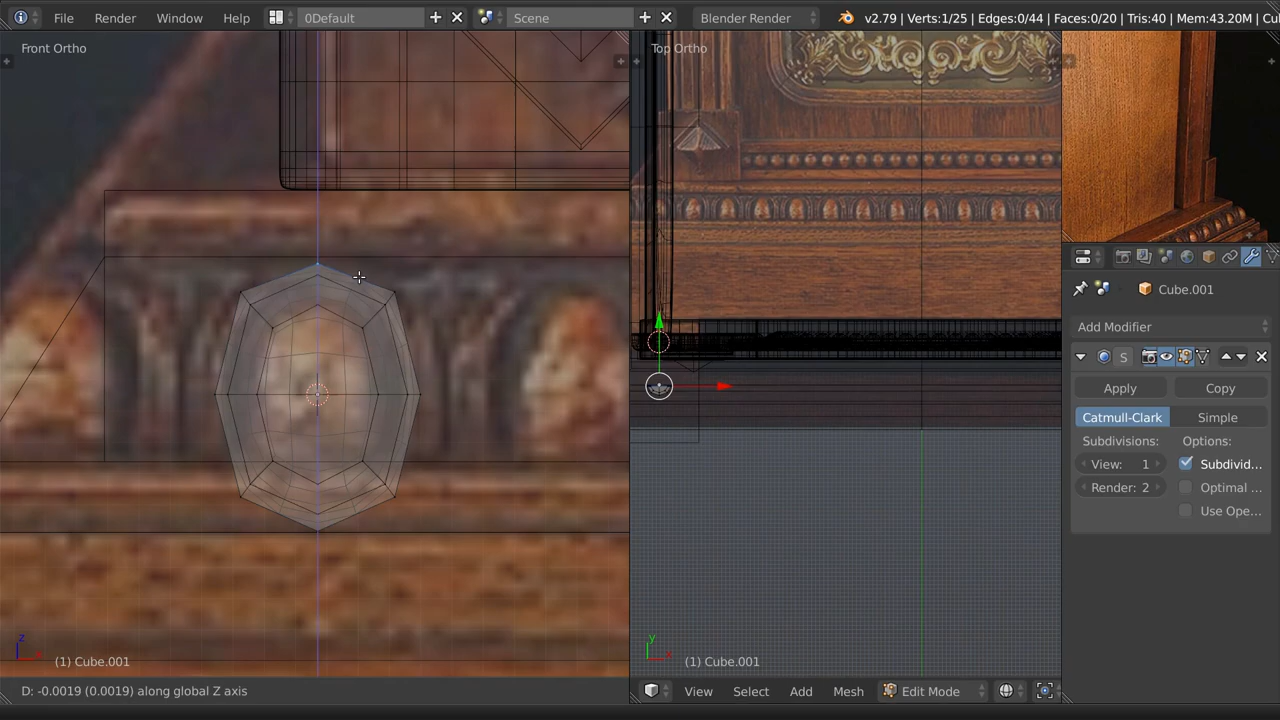 File Render Window Help 0Default Scene Blender Render v2.79 | Verts:1/25 | Edges:0/44 | Faces:0/20 | Tris:40 | Mem:43.20M | Cu
Front Ortho
Top Ortho
Cube.001
Add Modifier
S
Apply Copy
Catmull-Clark Simple
Subdivisions: Options:
View: 1 Subdivid...
Render: 2 Optimal ...
Use Ope...
z
x
(1) Cube.001
y
x
(1) Cube.001
D: -0.0019 (0.0019) along global Z axis
View Select Add Mesh Edit Mode